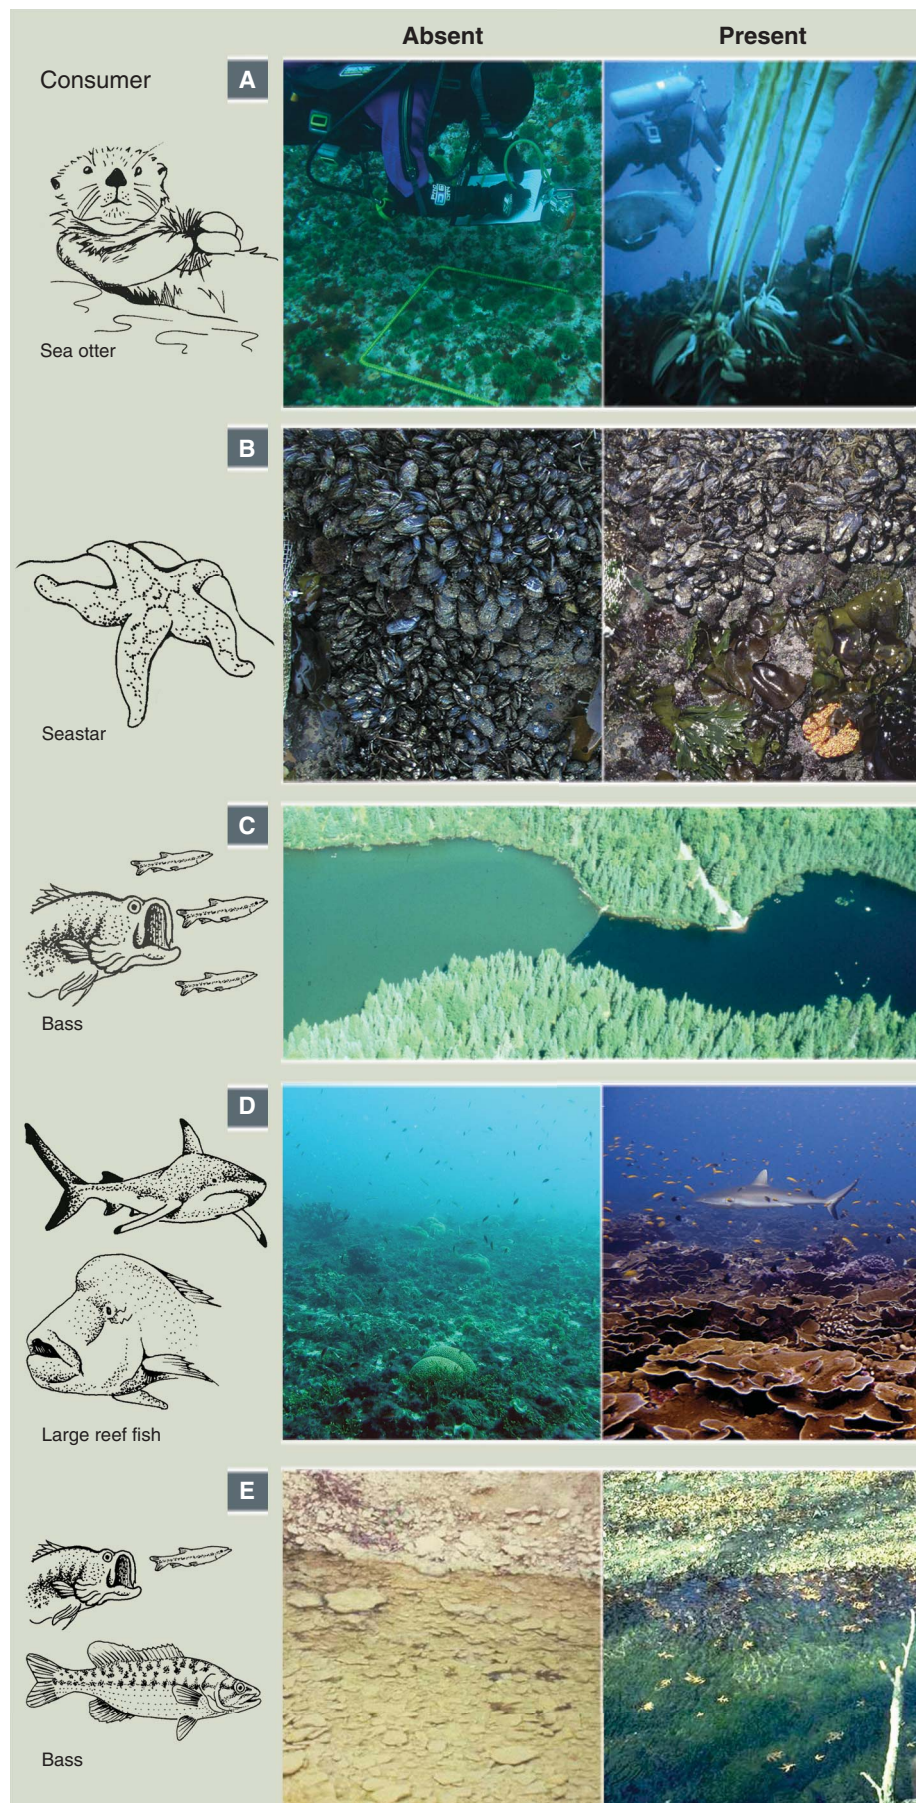 Absent Present
Consumer A
Sea otter
B
Seastar
C
Bass
D
Large reef fish
E
Bass